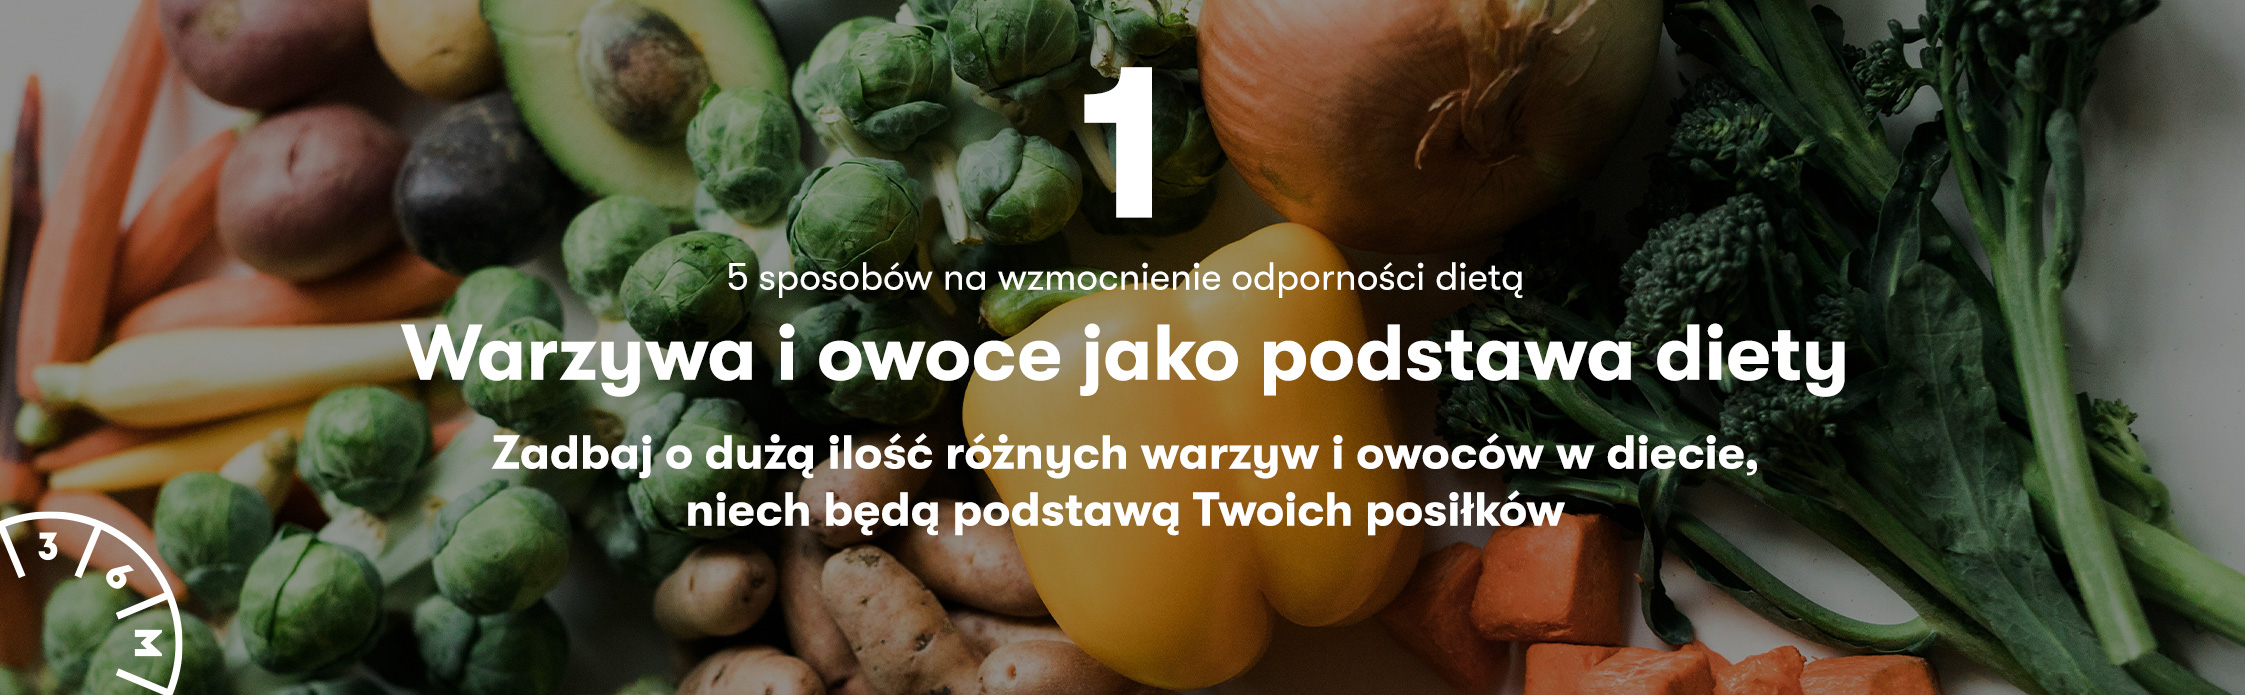 1
5 sposobów na wzmocnienie odporności dietą
Warzywa i owoce jako podstawa diety
Zadbaj o dużą ilość różnych warzyw i owoców w diecie,
niech będą podstawą Twoich posiłków
3
6
M